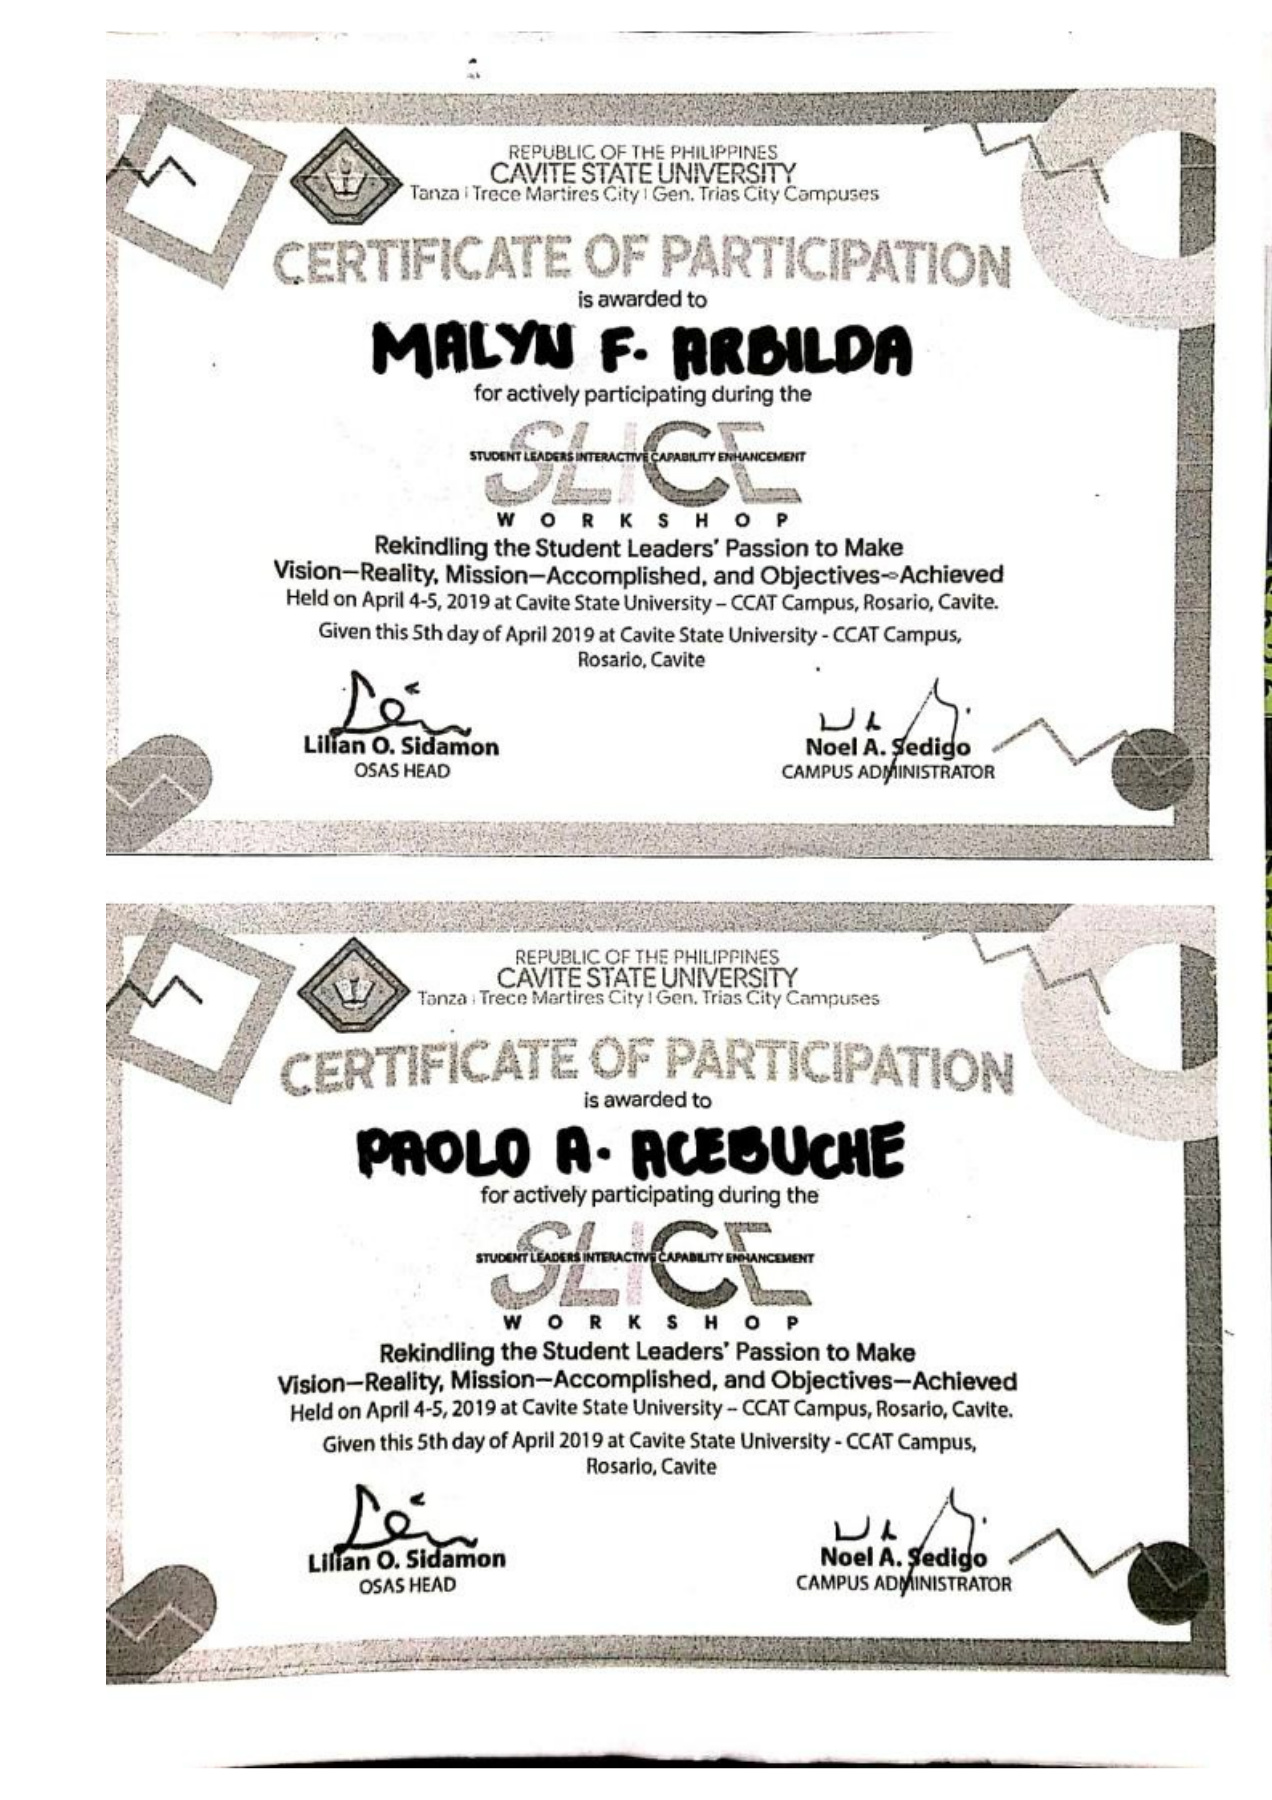 REPUBLIC OF THE PHILIPPINES
CAVITE STATE UNIVERSITY
Tanza | Trece Martires City | Gen. Trias City Campuses
CERTIFICATE OF PARTICIPATION
is awarded to
MALYN F. ARBILDA
for actively participating during the
SLICE
STUDENT LEADERS INTERACTIVE CAPABILITY ENHANCEMENT
WORKSHOP
Rekindling the Student Leaders' Passion to Make
Vision—Reality, Mission—Accomplished, and Objectives—Achieved
Held on April 4-5, 2019 at Cavite State University – CCAT Campus, Rosario, Cavite.
Given this 5th day of April 2019 at Cavite State University - CCAT Campus,
Rosario, Cavite
Lilian O. Sidamon
OSAS HEAD
Noel A. Sedigo
CAMPUS ADMINISTRATOR
REPUBLIC OF THE PHILIPPINES
CAVITE STATE UNIVERSITY
Tanza | Trece Martires City | Gen. Trias City Campuses
CERTIFICATE OF PARTICIPATION
is awarded to
PAOLO A. ACEBUCHE
for actively participating during the
SLICE
STUDENT LEADERS INTERACTIVE CAPABILITY ENHANCEMENT
WORKSHOP
Rekindling the Student Leaders' Passion to Make
Vision—Reality, Mission—Accomplished, and Objectives—Achieved
Held on April 4-5, 2019 at Cavite State University – CCAT Campus, Rosario, Cavite.
Given this 5th day of April 2019 at Cavite State University - CCAT Campus,
Rosario, Cavite
Lilian O. Sidamon
OSAS HEAD
Noel A. Sedigo
CAMPUS ADMINISTRATOR